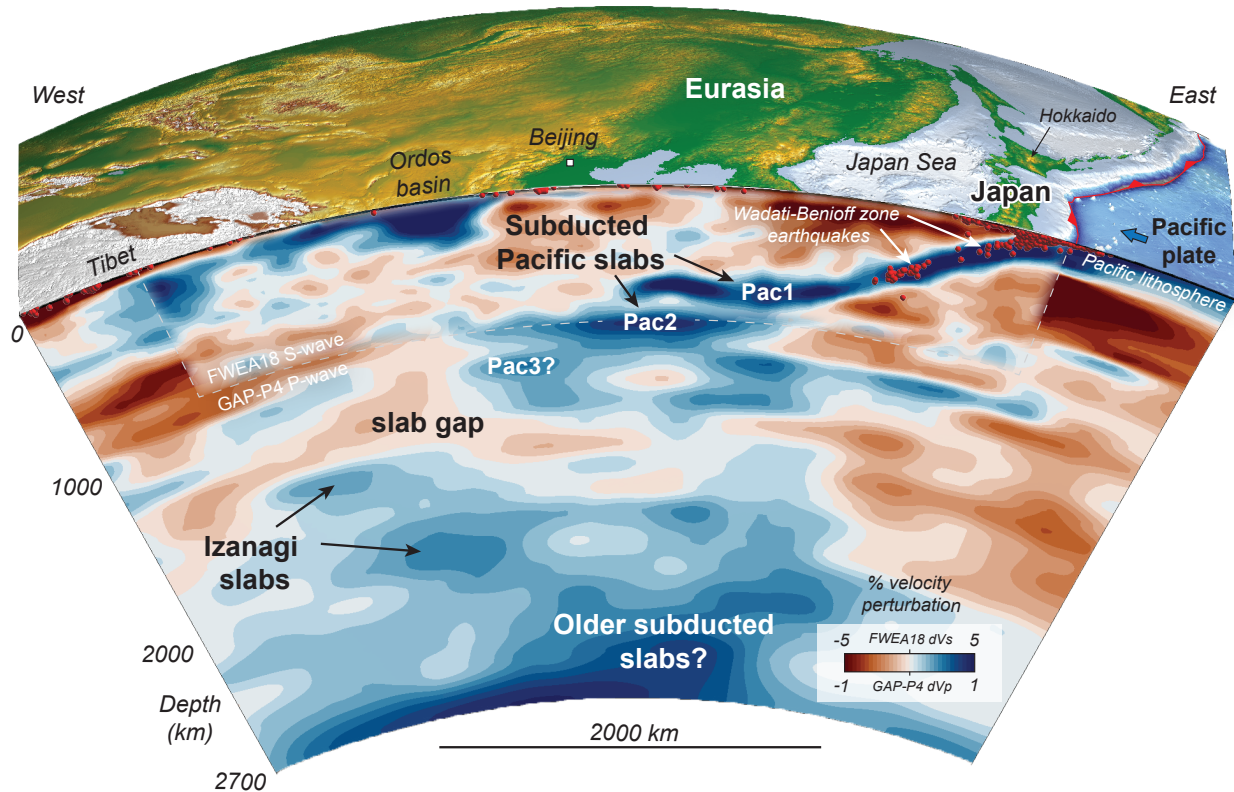 West
Eurasia
East
Hokkaido
Beijing
Ordos
basin
Japan Sea
Japan
Tibet
Subducted
Pacific slabs
Wadati-Benioff zone
earthquakes
Pacific
plate
Pacific lithosphere
Pac1
Pac2
Pac3?
0
FWEA18 S-wave
GAP-P4 P-wave
slab gap
1000
Izanagi
slabs
% velocity
perturbation
-5 FWEA18 dVs 5
-1 GAP-P4 dVp 1
Older subducted
slabs?
2000
Depth
(km)
2000 km
2700